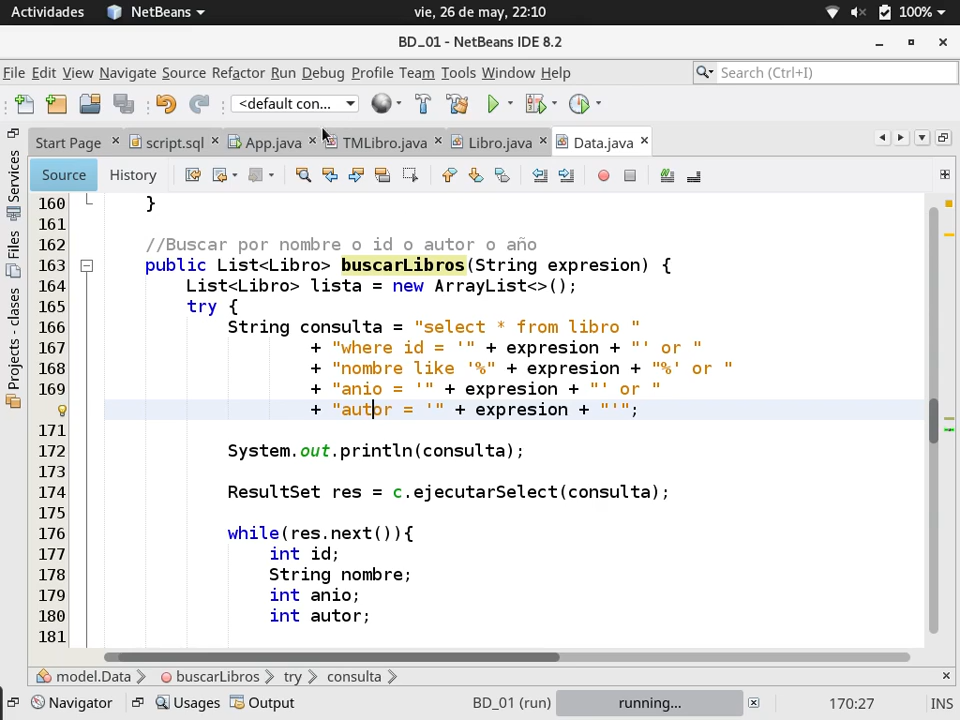 Actividades NetBeans vie, 26 de may, 22:10 100%
BD_01 - NetBeans IDE 8.2
File Edit View Navigate Source Refactor Run Debug Profile Team Tools Window Help Search (Ctrl+I)
<default con...
Start Page script.sql App.java TMLibro.java Libro.java Data.java
Source History
Services
Files
Projects - clases
160 }
161
162 //Buscar por nombre o id o autor o año
163 public List<Libro> buscarLibros(String expresion) {
164 List<Libro> lista = new ArrayList<>();
165 try {
166 String consulta = "select * from libro "
167 + "where id = '" + expresion + "' or "
168 + "nombre like '%" + expresion + "%' or "
169 + "anio = '" + expresion + "' or "
+ "autor = '" + expresion + "'";
171
172 System.out.println(consulta);
173
174 ResultSet res = c.ejecutarSelect(consulta);
175
176 while(res.next()){
177 int id;
178 String nombre;
179 int anio;
180 int autor;
181
model.Data buscarLibros try consulta
Navigator Usages Output BD_01 (run) running... 170:27 INS